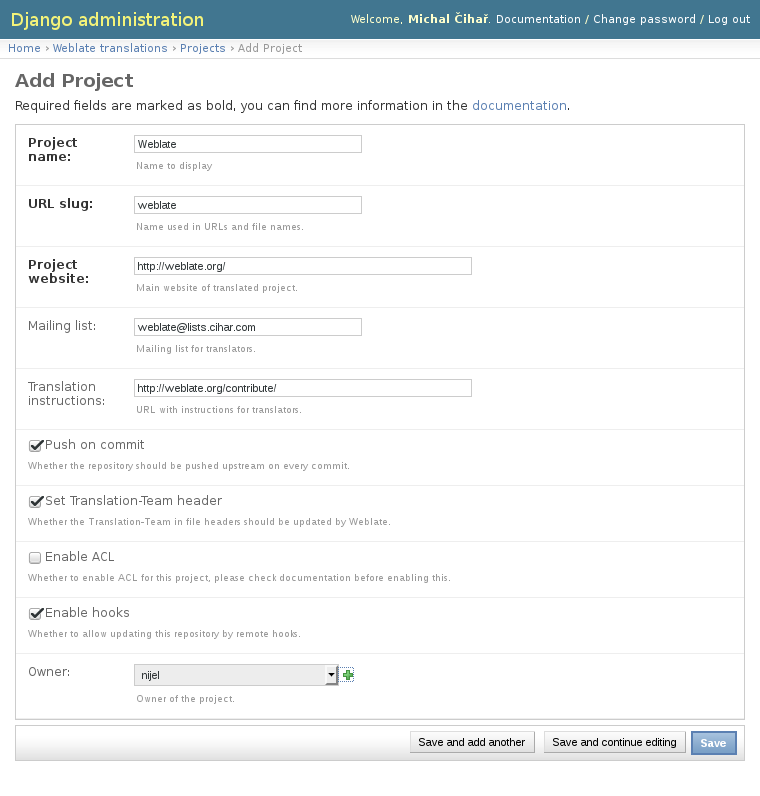 Django administration
Welcome, Michal Čihař. Documentation / Change password / Log out
Home › Weblate translations › Projects › Add Project
Add Project
Required fields are marked as bold, you can find more information in the documentation.
Project
name:
Weblate
Name to display
URL slug:
weblate
Name used in URLs and file names.
Project
website:
http://weblate.org/
Main website of translated project.
Mailing list:
weblate@lists.cihar.com
Mailing list for translators.
Translation
instructions:
http://weblate.org/contribute/
URL with instructions for translators.
Push on commit
Whether the repository should be pushed upstream on every commit.
Set Translation-Team header
Whether the Translation-Team in file headers should be updated by Weblate.
Enable ACL
Whether to enable ACL for this project, please check documentation before enabling this.
Enable hooks
Whether to allow updating this repository by remote hooks.
Owner:
nijel
Owner of the project.
Save and add another
Save and continue editing
Save